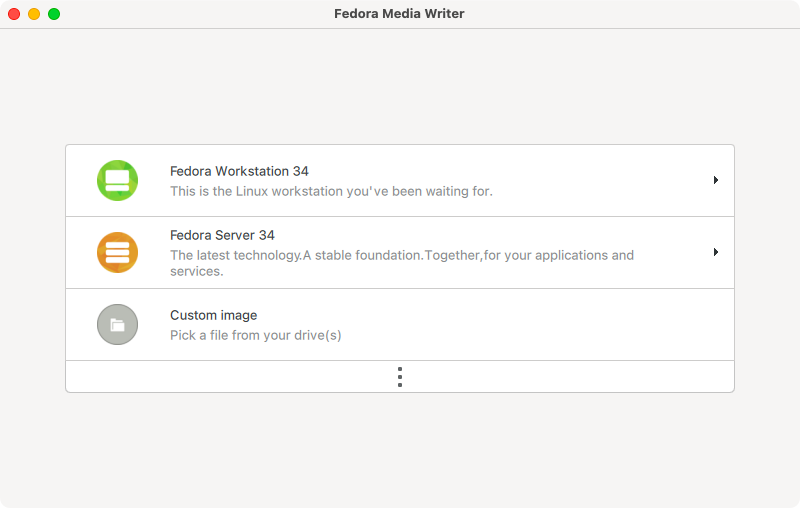 Fedora Media Writer
Fedora Workstation 34
This is the Linux workstation you've been waiting for.
Fedora Server 34
The latest technology.A stable foundation.Together,for your applications and
services.
Custom image
Pick a file from your drive(s)